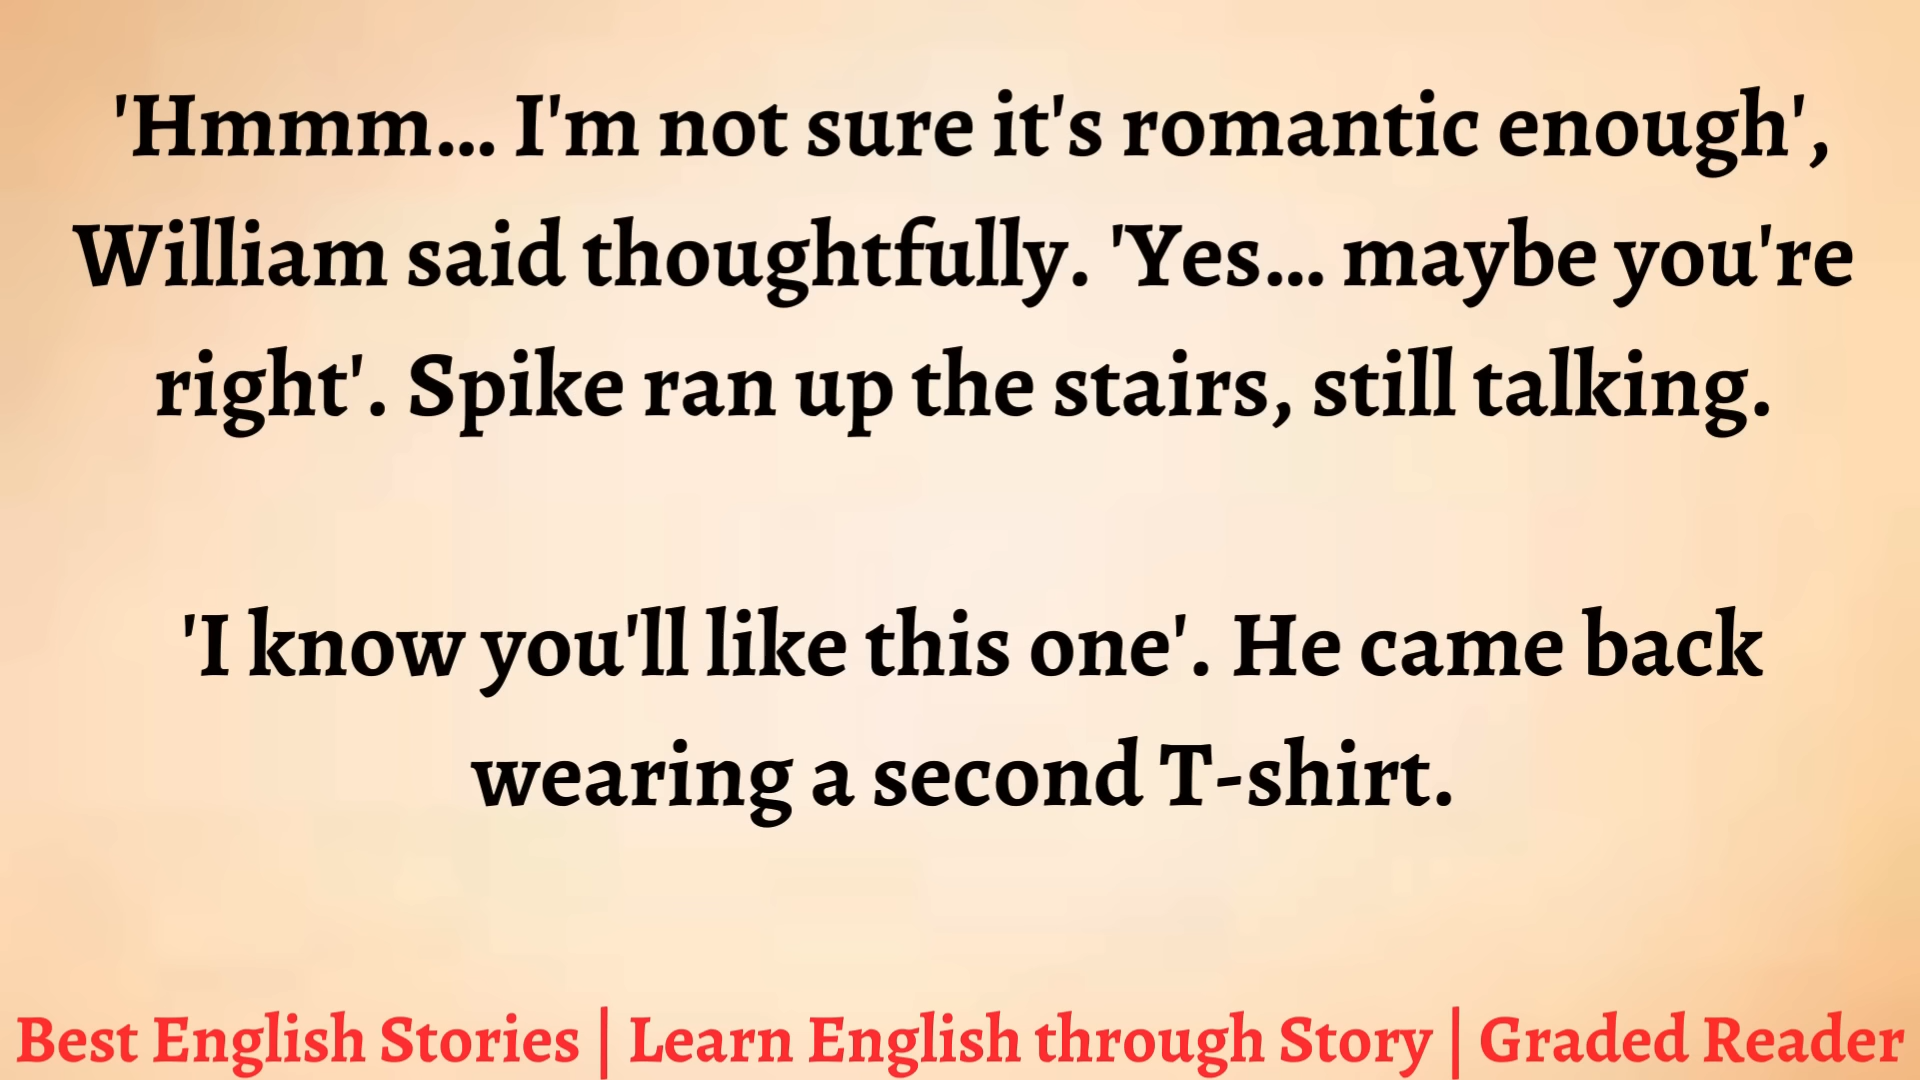 'Hmmm... I'm not sure it's romantic enough',
William said thoughtfully. 'Yes... maybe you're
right'. Spike ran up the stairs, still talking.
'I know you'll like this one'. He came back
wearing a second T-shirt.
Best English Stories | Learn English through Story | Graded Reader